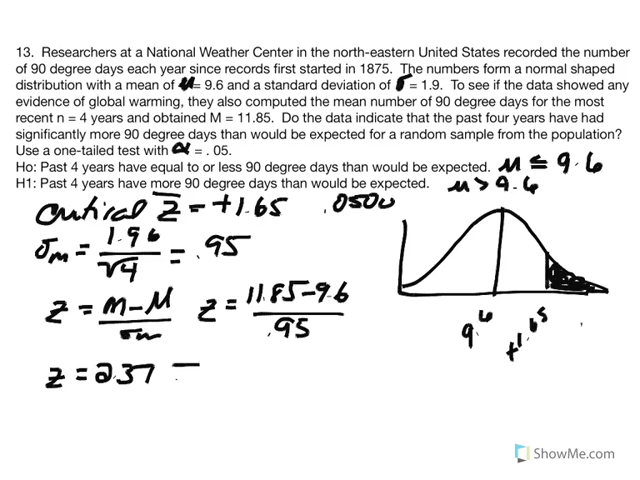 13. Researchers at a National Weather Center in the north-eastern United States recorded the number
of 90 degree days each year since records first started in 1875. The numbers form a normal shaped
distribution with a mean of μ = 9.6 and a standard deviation of σ = 1.9. To see if the data showed any
evidence of global warming, they also computed the mean number of 90 degree days for the most
recent n = 4 years and obtained M = 11.85. Do the data indicate that the past four years have had
significantly more 90 degree days than would be expected for a random sample from the population?
Use a one-tailed test with α = . 05.
Ho: Past 4 years have equal to or less 90 degree days than would be expected. μ ≤ 9.6
H1: Past 4 years have more 90 degree days than would be expected. μ > 9.6
Critical Z = +1.65 .0500
σm = 1.96 / √4 = .95
Z = M - M / σm Z = 11.85 - 9.6 / .95
9.6 +1.65
Z = 2.37 =
ShowMe.com